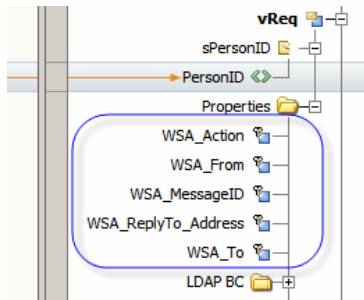 vReq
sPersonID
PersonID
Properties
WSA_Action
WSA_From
WSA_MessageID
WSA_ReplyTo_Address
WSA_To
LDAP BC